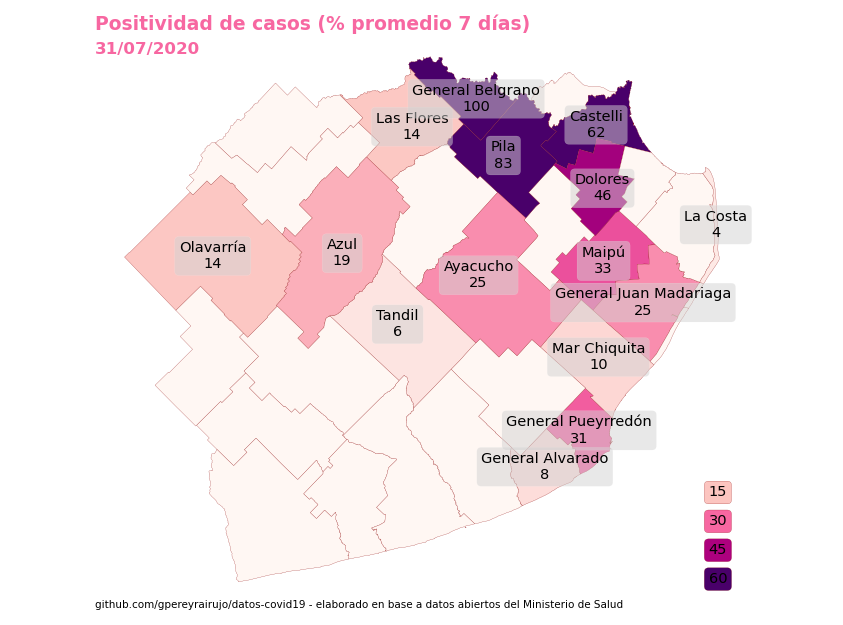 Positividad de casos (% promedio 7 días)
31/07/2020
General Belgrano
100
Las Flores
14
Castelli
62
Pila
83
Dolores
46
La Costa
4
Olavarría
14
Azul
19
Maipú
33
Ayacucho
25
General Juan Madariaga
25
Tandil
6
Mar Chiquita
10
General Pueyrredón
31
General Alvarado
8
15
30
45
60
github.com/gpereyrairujo/datos-covid19 - elaborado en base a datos abiertos del Ministerio de Salud